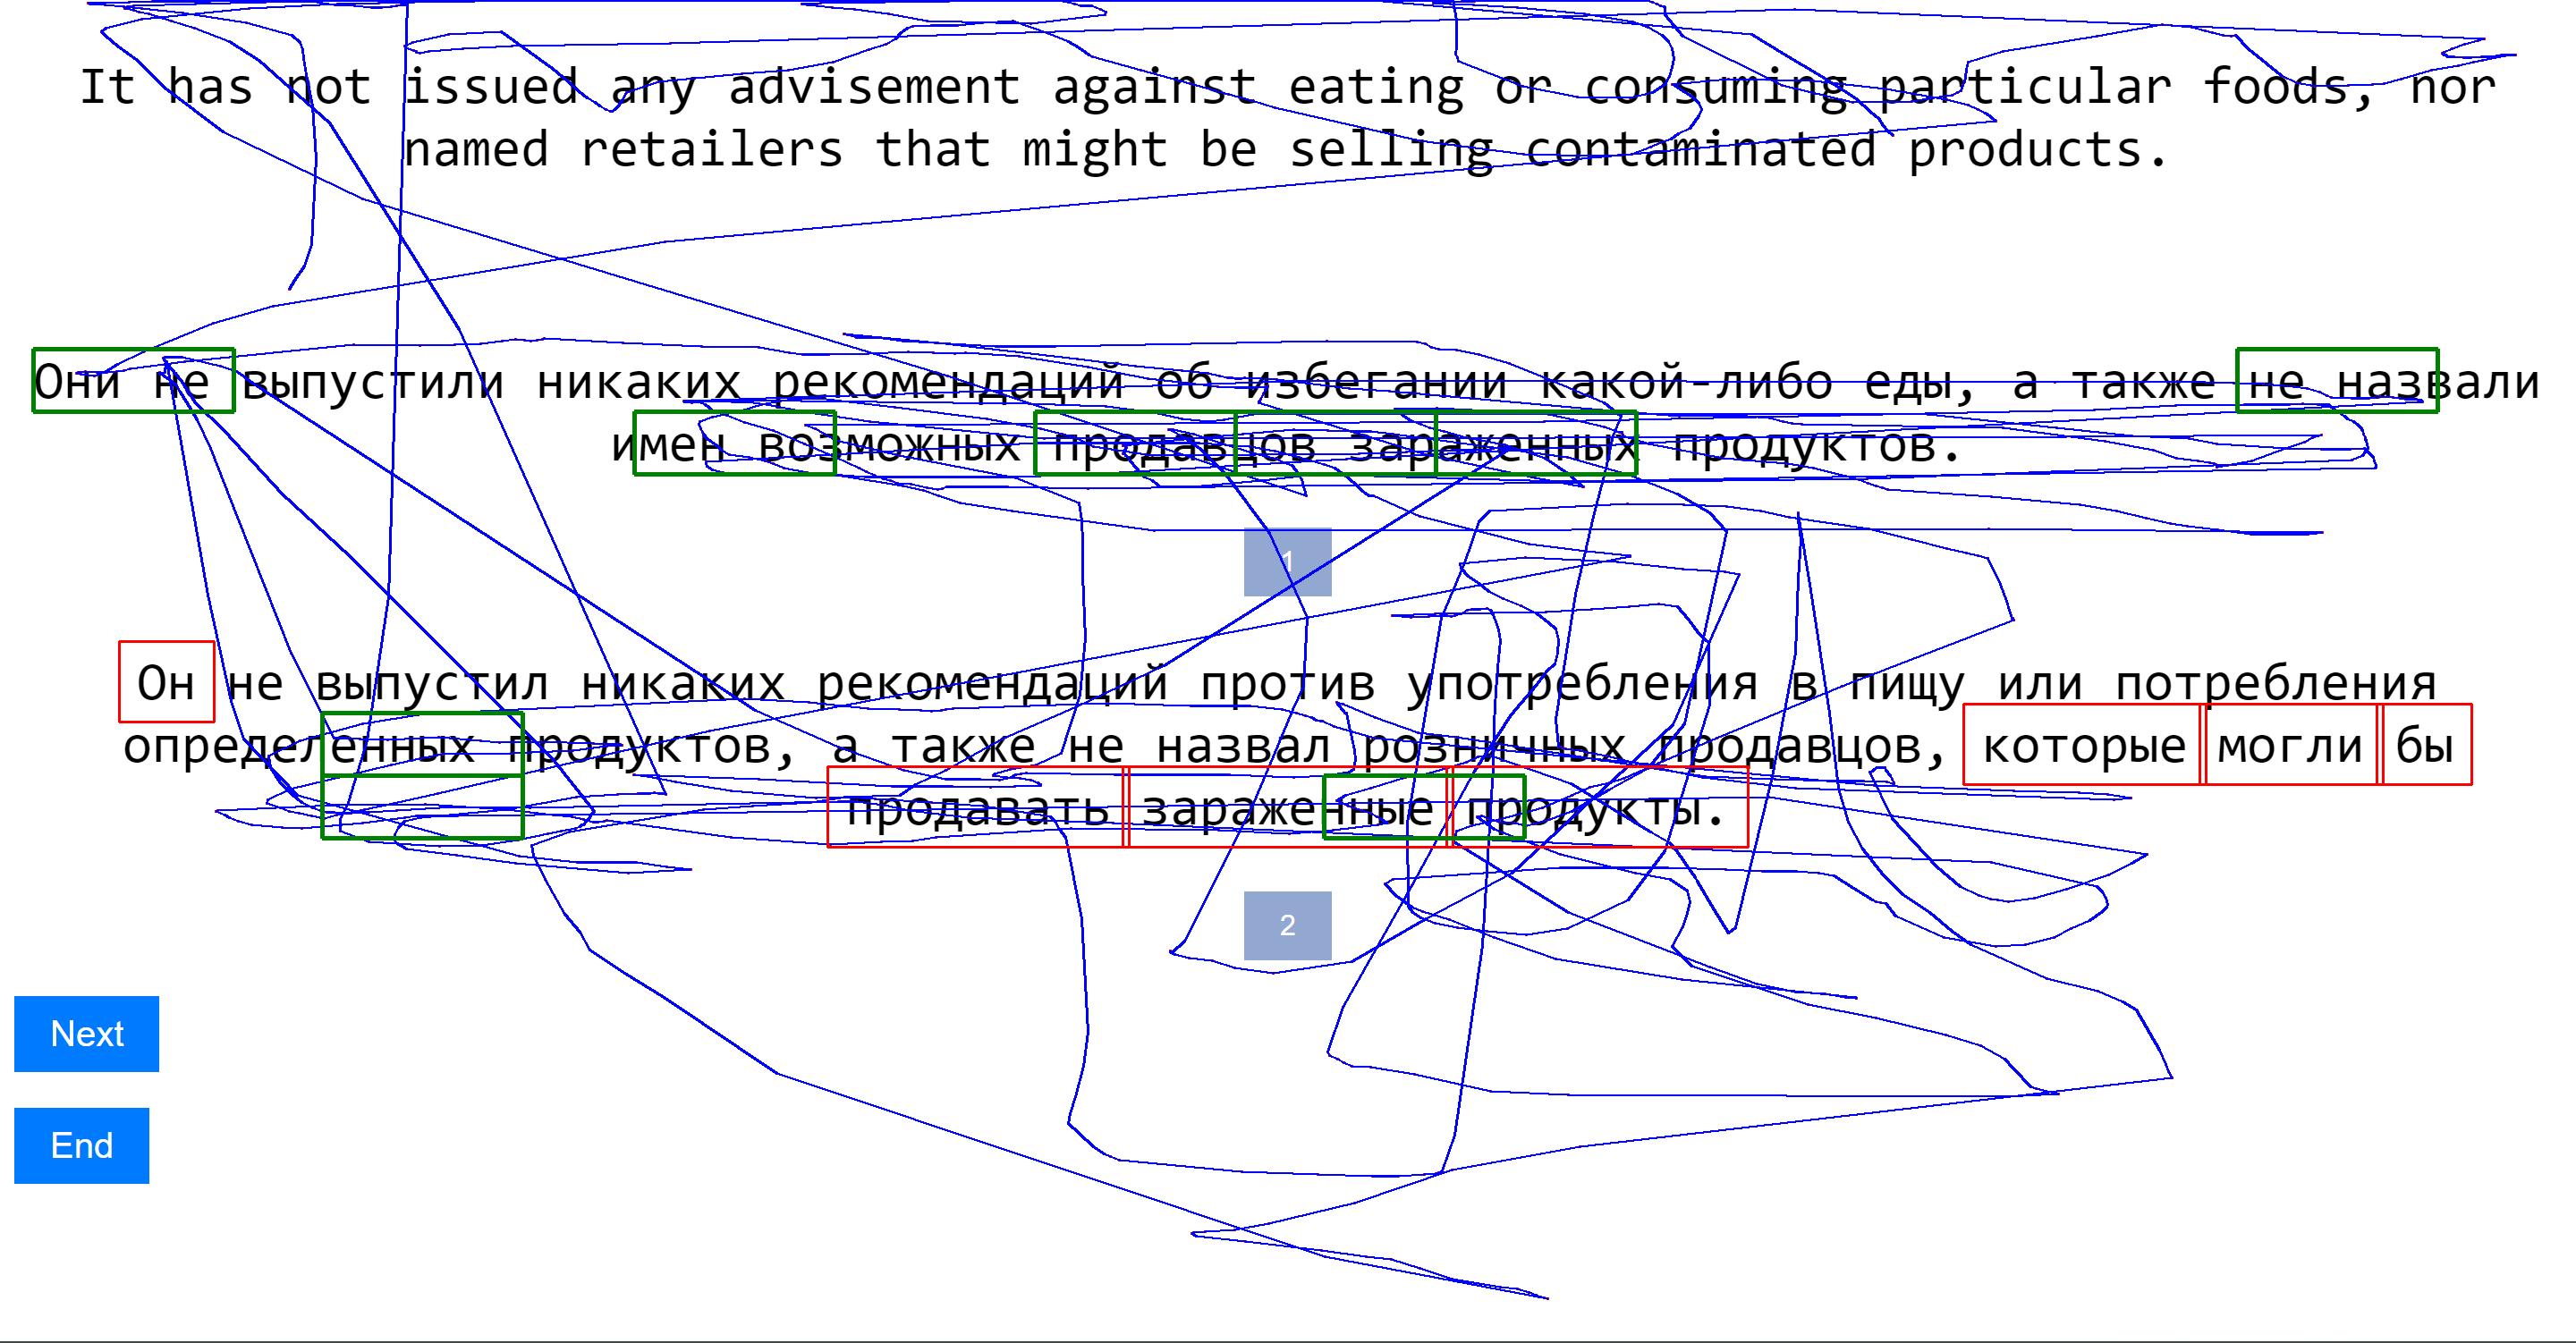 It has not issued any advisement against eating or consuming particular foods, nor
named retailers that might be selling contaminated products.
Они не выпустили никаких рекомендаций об избегании какой-либо еды, а также не назвали
имен возможных продавцов зараженных продуктов.
1
Он не выпустил никаких рекомендаций против употребления в пищу или потребления
определенных продуктов, а также не назвал розничных продавцов, которые могли бы
продавать зараженные продукты.
2
Next
End